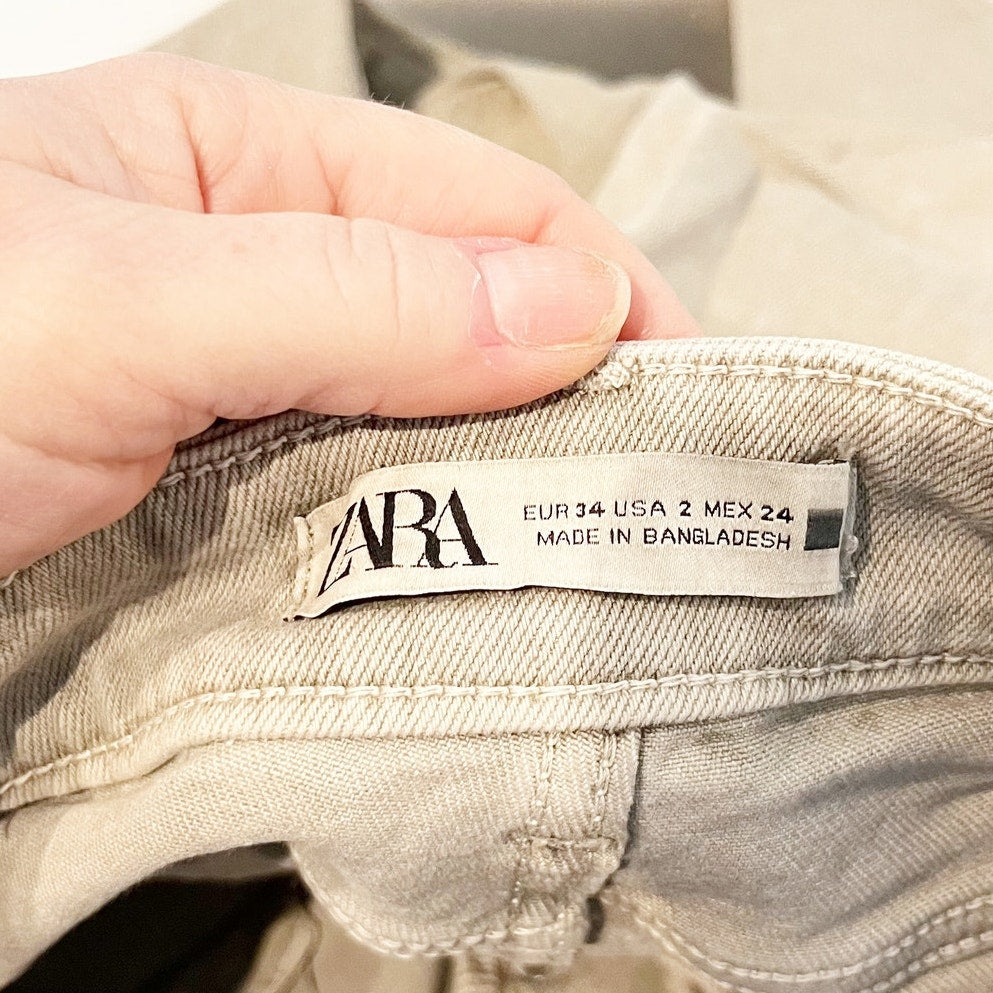 ZARA
EUR 34 USA 2 MEX 24
MADE IN BANGLADESH